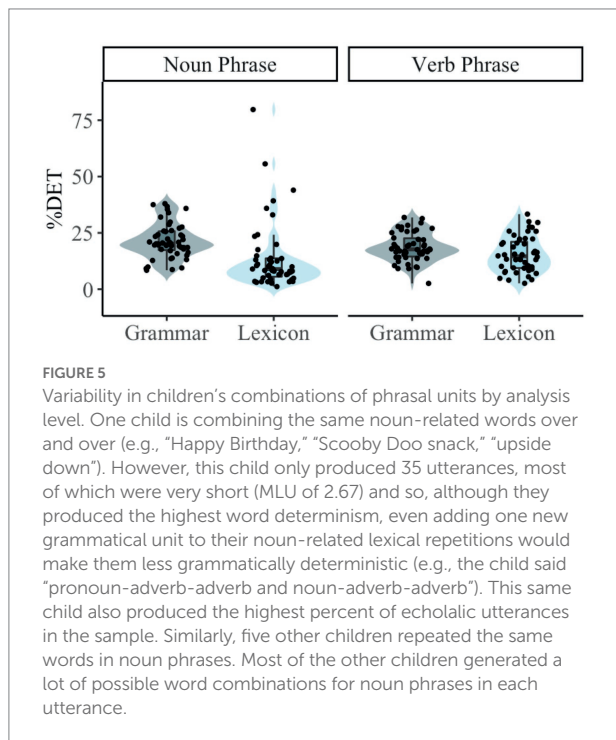 Noun Phrase Verb Phrase
75
50
25
0
%DET
Grammar Lexicon Grammar Lexicon
FIGURE 5
Variability in children's combinations of phrasal units by analysis
level. One child is combining the same noun-related words over
and over (e.g., “Happy Birthday,” “Scooby Doo snack,” “upside
down”). However, this child only produced 35 utterances, most
of which were very short (MLU of 2.67) and so, although they
produced the highest word determinism, even adding one new
grammatical unit to their noun-related lexical repetitions would
make them less grammatically deterministic (e.g., the child said
“pronoun-adverb-adverb and noun-adverb-adverb”). This same
child also produced the highest percent of echolalic utterances
in the sample. Similarly, five other children repeated the same
words in noun phrases. Most of the other children generated a
lot of possible word combinations for noun phrases in each
utterance.